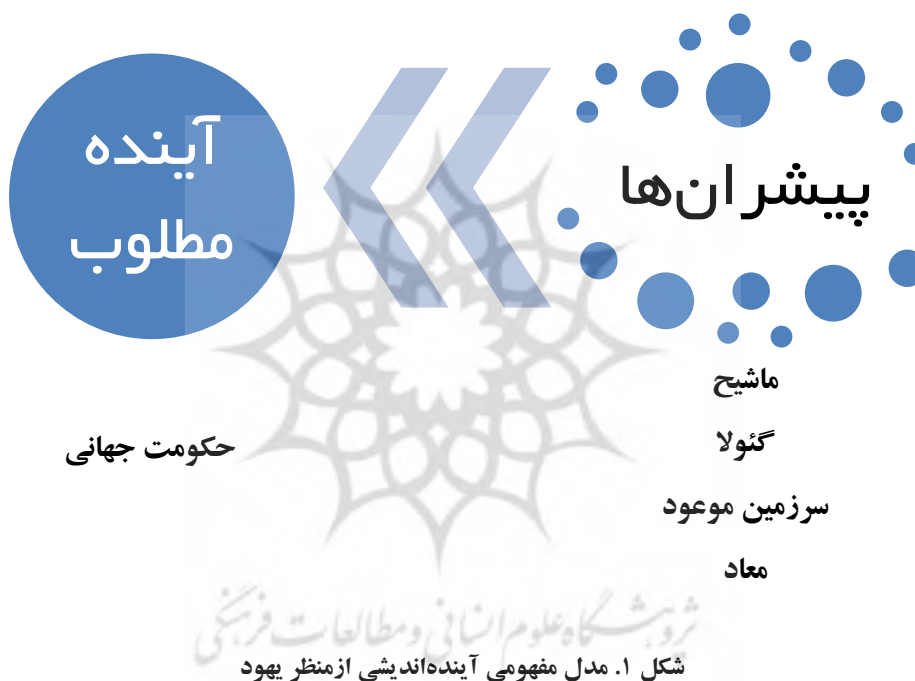 پیشران‌ها
ماشیح
گئولا
سرزمین موعود
معاد
آینده
مطلوب
حکومت جهانی
پژوهشگاه علوم انسانی و مطالعات فرهنگی
شکل ۱. مدل مفهومی آینده‌اندیشی ازمنظر یهود